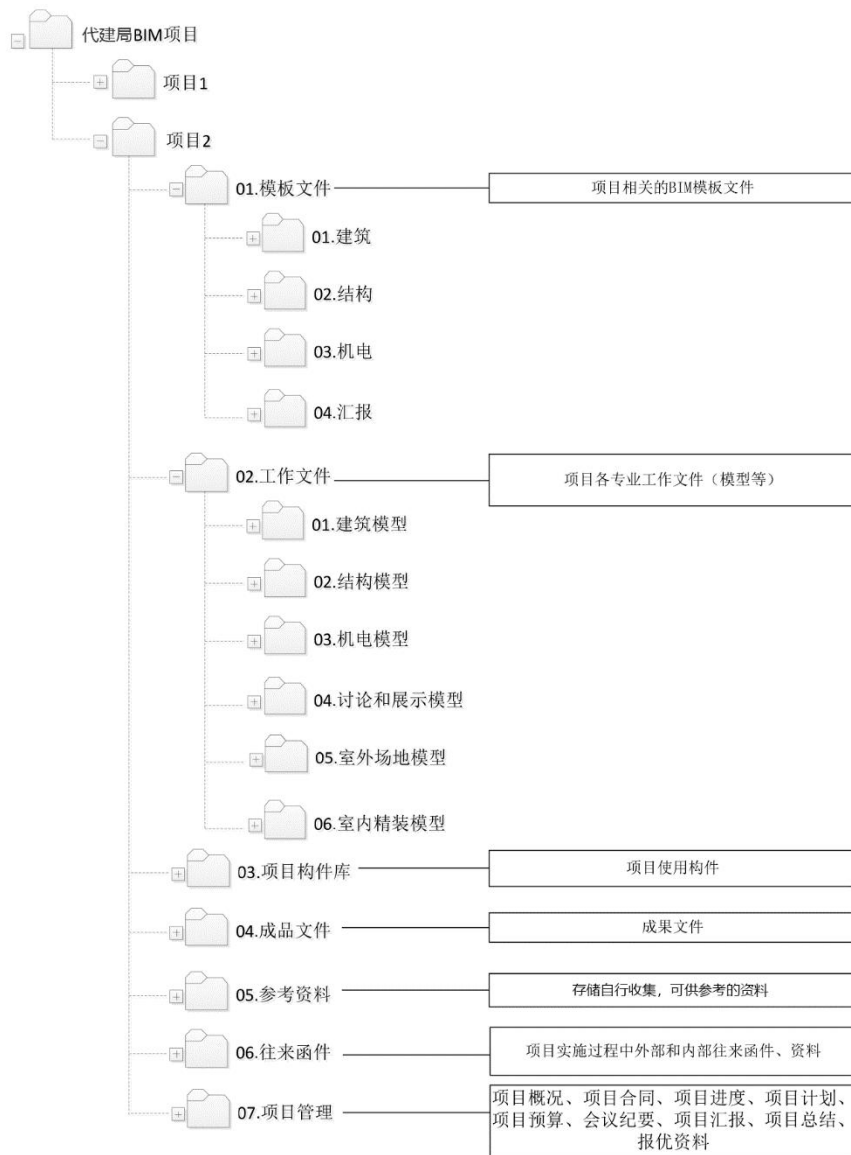 代建局BIM项目
项目1
项目2
01.模板文件
项目相关的BIM模板文件
01.建筑
02.结构
03.机电
04.汇报
02.工作文件
项目各专业工作文件（模型等）
01.建筑模型
02.结构模型
03.机电模型
04.讨论和展示模型
05.室外场地模型
06.室内精装模型
03.项目构件库
项目使用构件
04.成品文件
成果文件
05.参考资料
存储自行收集，可供参考的资料
06.往来函件
项目实施过程中外部和内部往来函件、资料
07.项目管理
项目概况、项目合同、项目进度、项目计划、
项目预算、会议纪要、项目汇报、项目总结、
报优资料